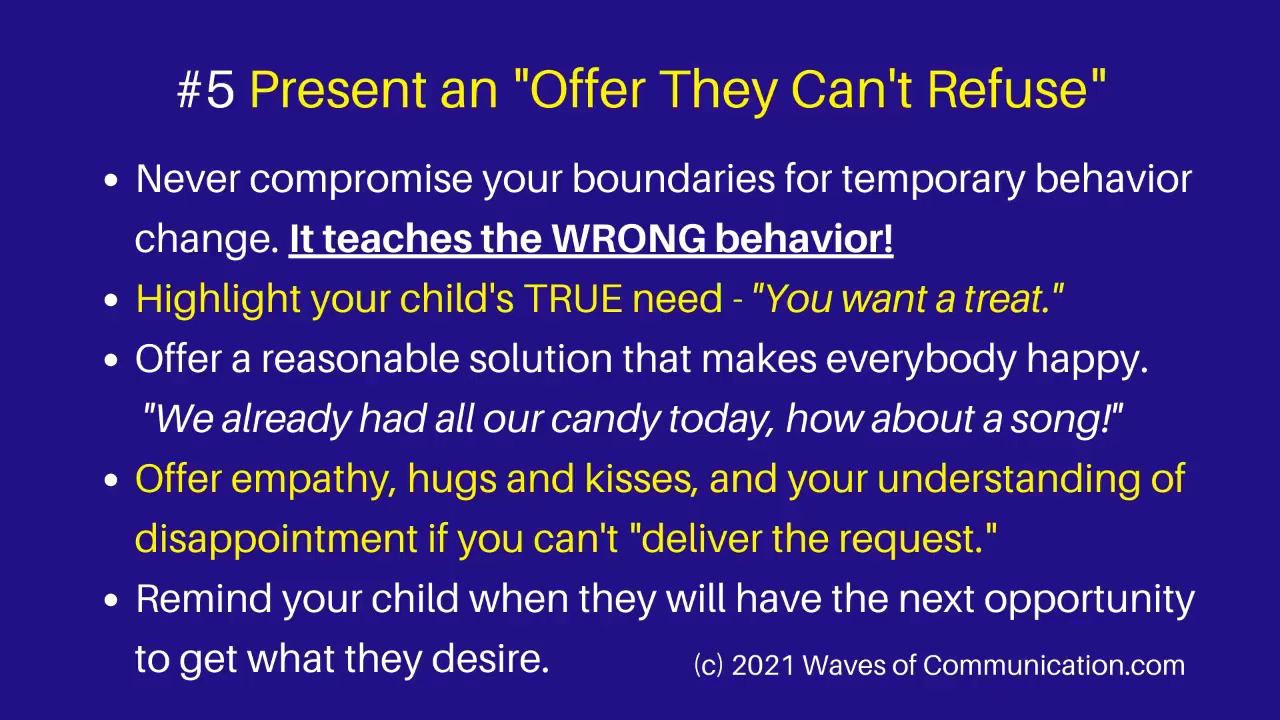 #5 Present an "Offer They Can't Refuse"
• Never compromise your boundaries for temporary behavior
change. It teaches the WRONG behavior!
• Highlight your child's TRUE need - "You want a treat."
• Offer a reasonable solution that makes everybody happy.
"We already had all our candy today, how about a song!"
• Offer empathy, hugs and kisses, and your understanding of
disappointment if you can't "deliver the request."
• Remind your child when they will have the next opportunity
to get what they desire.
(c) 2021 Waves of Communication.com